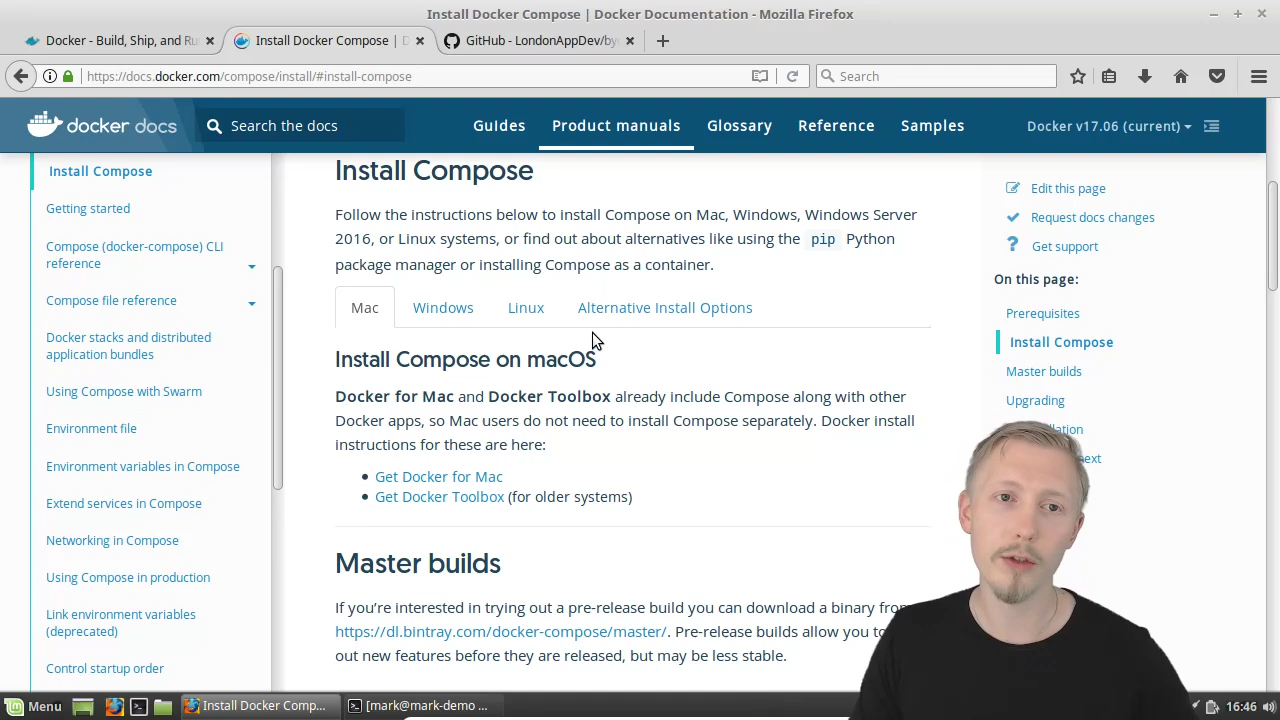 Install Docker Compose | Docker Documentation - Mozilla Firefox
Docker - Build, Ship, and Ru
Install Docker Compose | D
GitHub - LondonAppDev/by
https://docs.docker.com/compose/install/#install-compose
Search
docker docs
Search the docs
Guides
Product manuals
Glossary
Reference
Samples
Docker v17.06 (current)
Install Compose
Getting started
Compose (docker-compose) CLI
reference
Compose file reference
Docker stacks and distributed
application bundles
Using Compose with Swarm
Environment file
Environment variables in Compose
Extend services in Compose
Networking in Compose
Using Compose in production
Link environment variables
(deprecated)
Control startup order
Install Compose
Follow the instructions below to install Compose on Mac, Windows, Windows Server
2016, or Linux systems, or find out about alternatives like using the pip Python
package manager or installing Compose as a container.
Mac
Windows
Linux
Alternative Install Options
Install Compose on macOS
Docker for Mac and Docker Toolbox already include Compose along with other
Docker apps, so Mac users do not need to install Compose separately. Docker install
instructions for these are here:
• Get Docker for Mac
• Get Docker Toolbox (for older systems)
Master builds
If you're interested in trying out a pre-release build you can download a binary from
https://dl.bintray.com/docker-compose/master/. Pre-release builds allow you to
out new features before they are released, but may be less stable.
Edit this page
Request docs changes
Get support
On this page:
Prerequisites
Install Compose
Master builds
Upgrading
llation
next
Menu
Install Docker Comp...
[mark@mark-demo ...
16:46